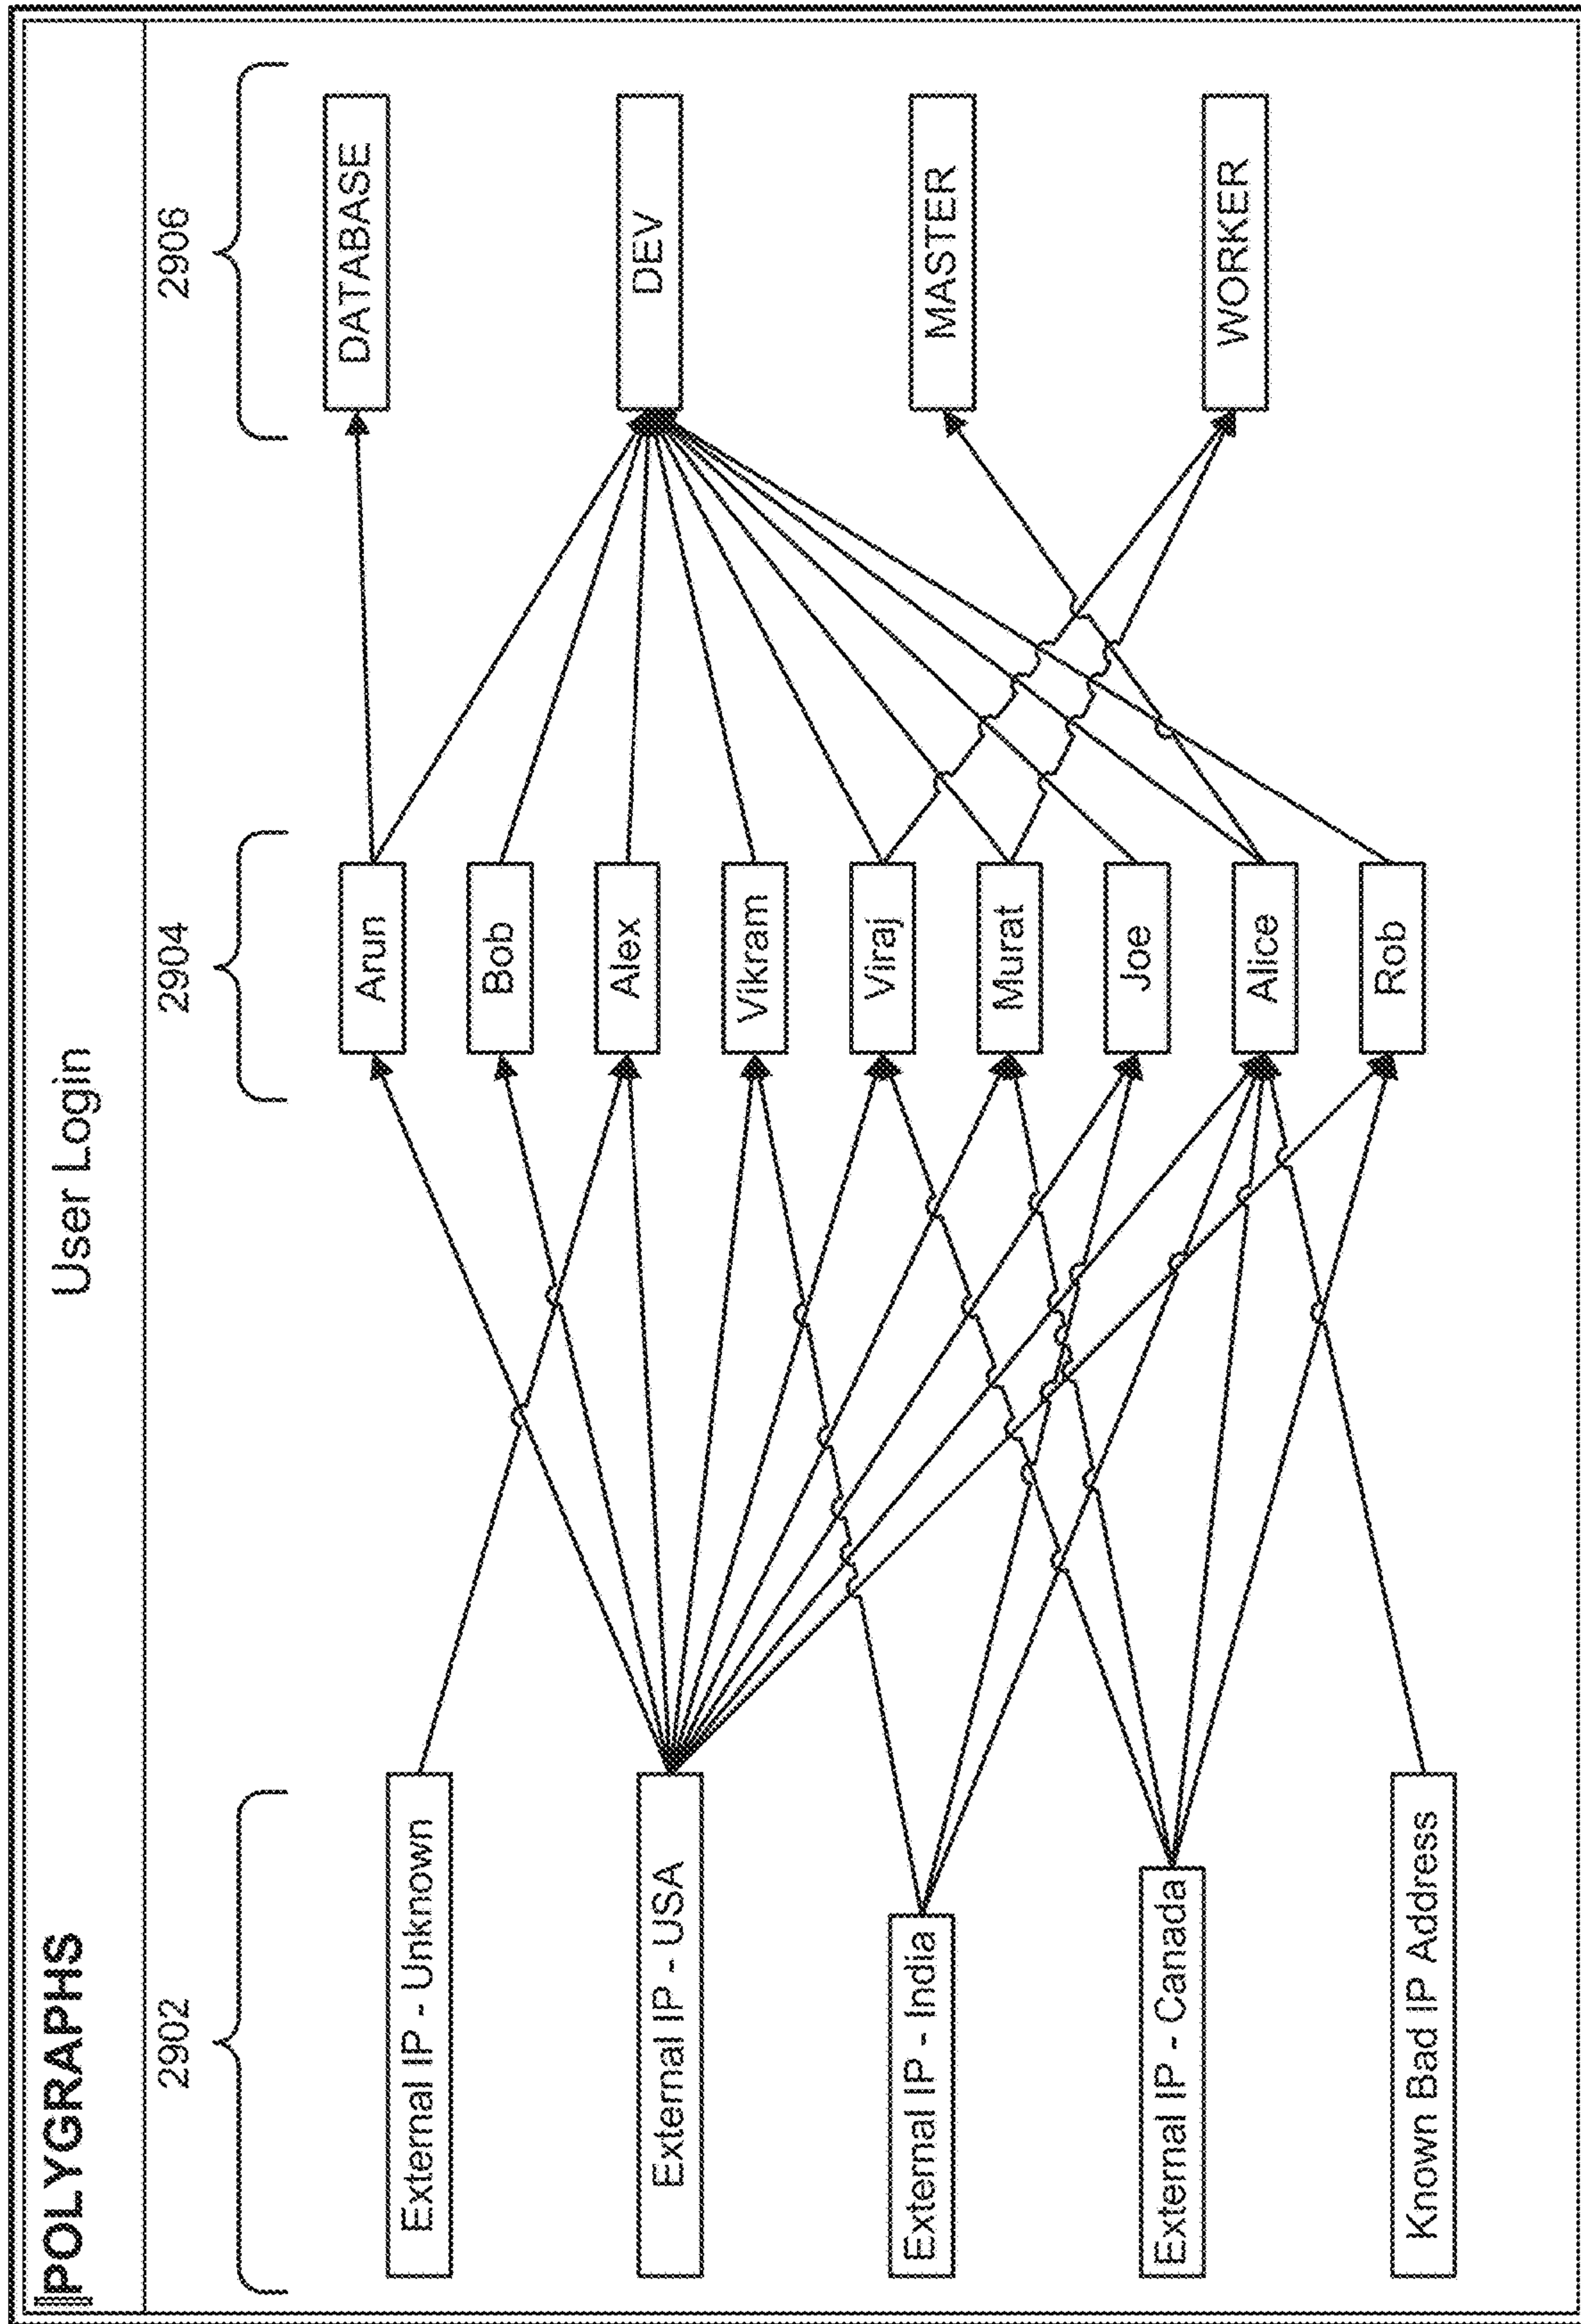 POLYGRAPHS
User Login
2902
2904
2906
External IP - Unknown
External IP - USA
External IP - India
External IP - Canada
Known Bad IP Address
Arun
Bob
Alex
Vikram
Viraj
Murat
Joe
Alice
Rob
DATABASE
DEV
MASTER
WORKER